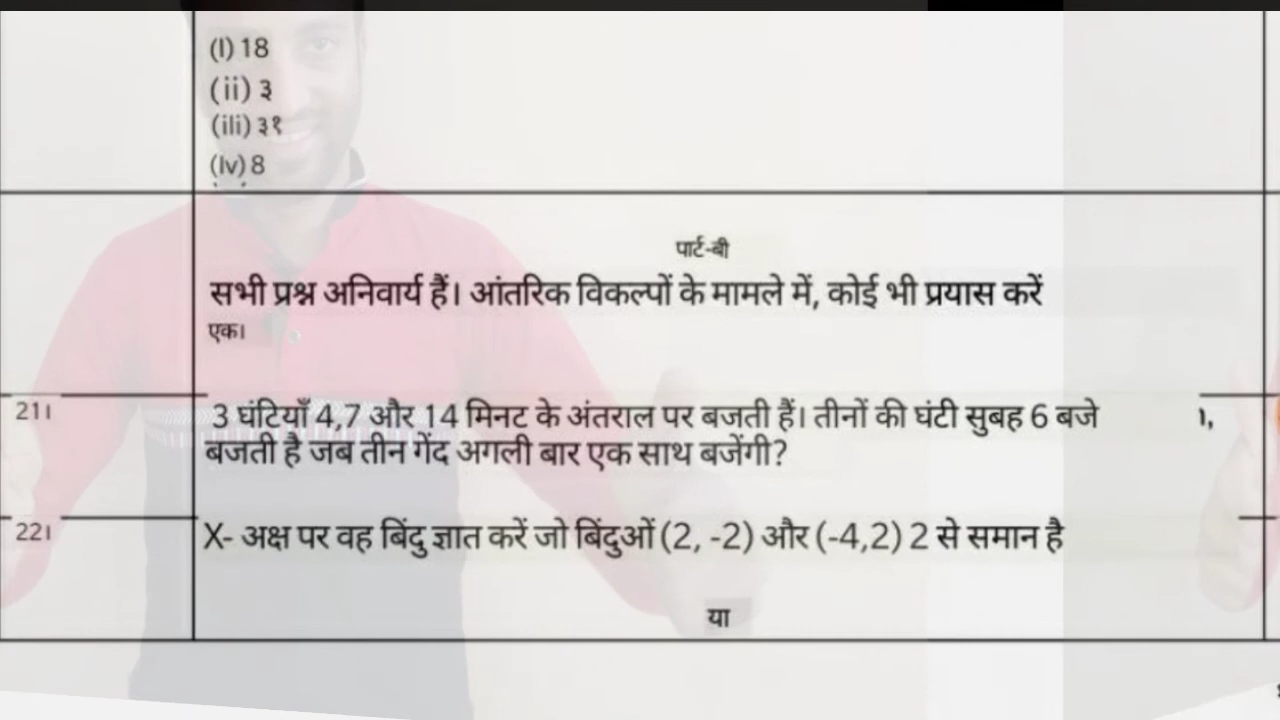 (I) 18
(ii) ३
(ili) ३१
(Iv) 8
पार्ट-बी
सभी प्रश्न अनिवार्य हैं। आंतरिक विकल्पों के मामले में, कोई भी प्रयास करें
एक।
21। 3 घंटियाँ 4,7 और 14 मिनट के अंतराल पर बजती हैं। तीनों की घंटी सुबह 6 बजे १,
बजती है जब तीन गेंद अगली बार एक साथ बजेंगी?
22। X- अक्ष पर वह बिंदु ज्ञात करें जो बिंदुओं (2, -2) और (-4,2) 2 से समान है
या